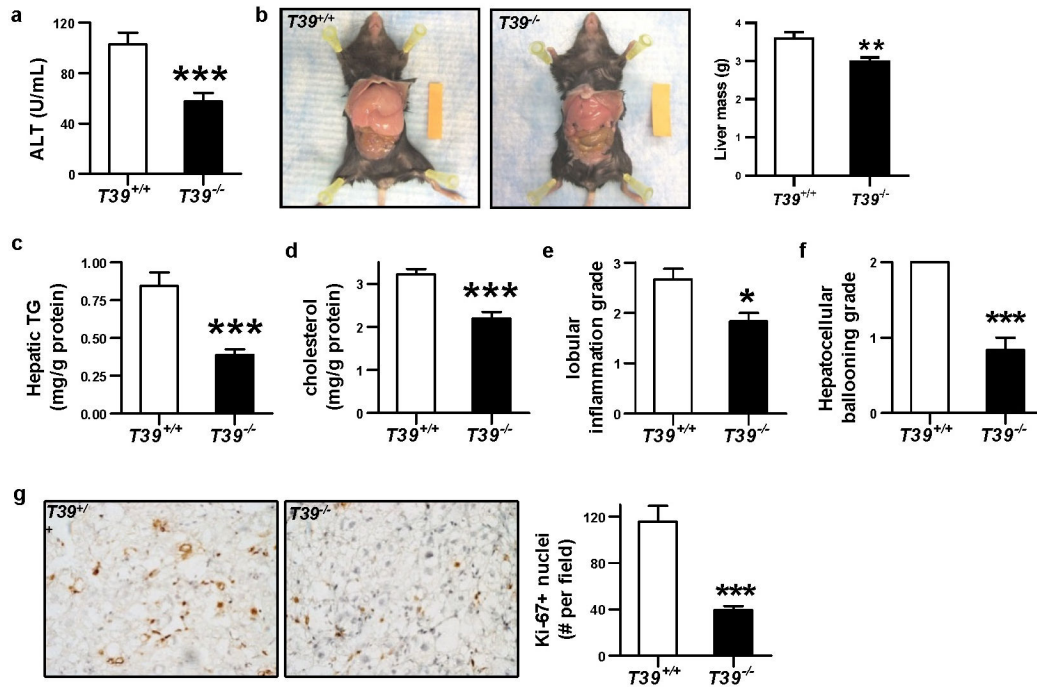 a
ALT (U/mL)
120
80
40
0
***
T39+/+
T39-/-
b
T39+/+
T39-/-
Liver mass (g)
4
3
2
1
0
**
T39+/+
T39-/-
c
Hepatic TG
(mg/g protein)
1.00
0.75
0.50
0.25
0.00
***
T39+/+
T39-/-
d
cholesterol
(mg/g protein)
3
2
1
0
***
T39+/+
T39-/-
e
lobular
inflammation grade
3
2
1
0
*
T39+/+
T39-/-
f
Hepatocellular
ballooning grade
2
1
0
***
T39+/+
T39-/-
g
T39+/
+
T39-/-
Ki-67+ nuclei
(# per field)
120
80
40
0
***
T39+/+
T39-/-